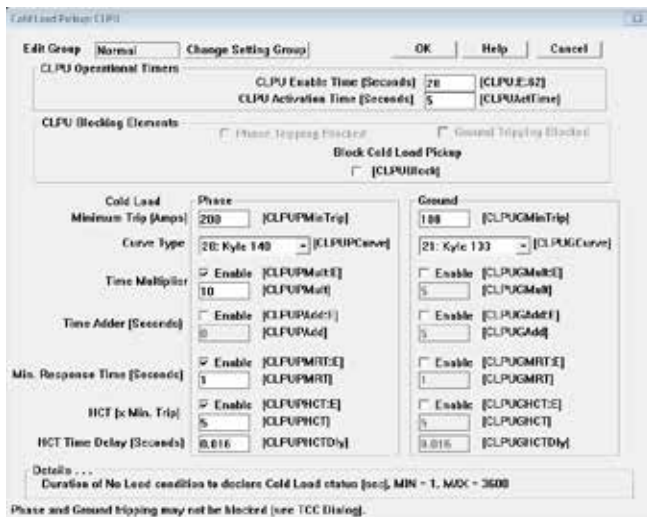 Cold Load Pickup: CLPU
Edit Group Normal Change Setting Group OK Help Cancel
CLPU Operational Timers
CLPU Enable Time (Seconds) 20 [CLPU:E:62]
CLPU Activation Time (Seconds) 5 [CLPUActTime]
CLPU Blocking Elements
Phase Tripping Blocked Ground Tripping Blocked
Block Cold Load Pickup
[CLPUBlock]
Cold Load Phase Ground
Minimum Trip (Amps) 200 [CLPUPMinTrip] 100 [CLPUGMinTrip]
Curve Type 20: Kyle 140 [CLPUPCurve] 21: Kyle 133 [CLPUGCurve]
Time Multiplier Enable [CLPUPMult:E] Enable [CLPUGMult:E]
10 [CLPUPMult] 5 [CLPUGMult]
Time Adder (Seconds) Enable [CLPUPAdd:E] Enable [CLPUGAdd:E]
0 [CLPUPAdd] 5 [CLPUGAdd]
Min. Response Time (Seconds) Enable [CLPUPMRT:E] Enable [CLPUGMRT:E]
1 [CLPUPMRT] 1 [CLPUGMRT]
HCT (x Min. Trip) Enable [CLPUPHCT:E] Enable [CLPUGHCT:E]
5 [CLPUPHCT] 5 [CLPUGHCT]
HCT Time Delay (Seconds) 0.016 [CLPUPHCTDly] 0.016 [CLPUGHCTDly]
Details . . .
Duration of No Load condition to declare Cold Load status (sec), MIN = 1, MAX = 3600
Phase and Ground tripping may not be blocked (see TCC Dialog).